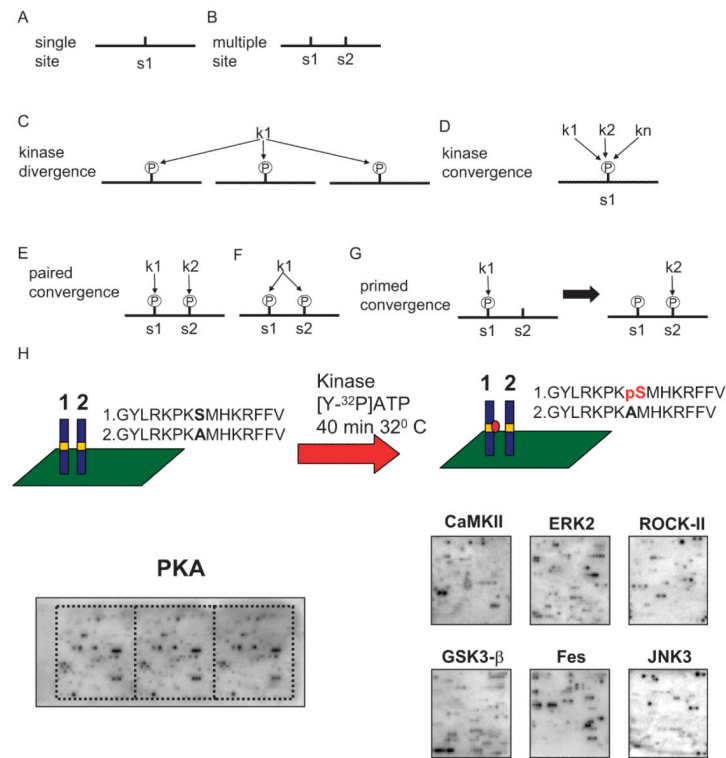 A
single
site
s1
B
multiple
site
s1 s2
C
kinase
divergence
k1
P P P
D
kinase
convergence
k1 k2 kn
P
s1
E
paired
convergence
k1 k2
P P
s1 s2
F
k1
P P
s1 s2
G
primed
convergence
k1
P
s1 s2
k2
P P
s1 s2
H
1 2
1.GYLRKPKSMHKRFFV
2.GYLRKPKAMHKRFFV
Kinase
[Y-³²P]ATP
40 min 32⁰ C
1 2
1.GYLRKPKpSMHKRFFV
2.GYLRKPKAMHKRFFV
PKA
CaMKII ERK2 ROCK-II
GSK3-β Fes JNK3